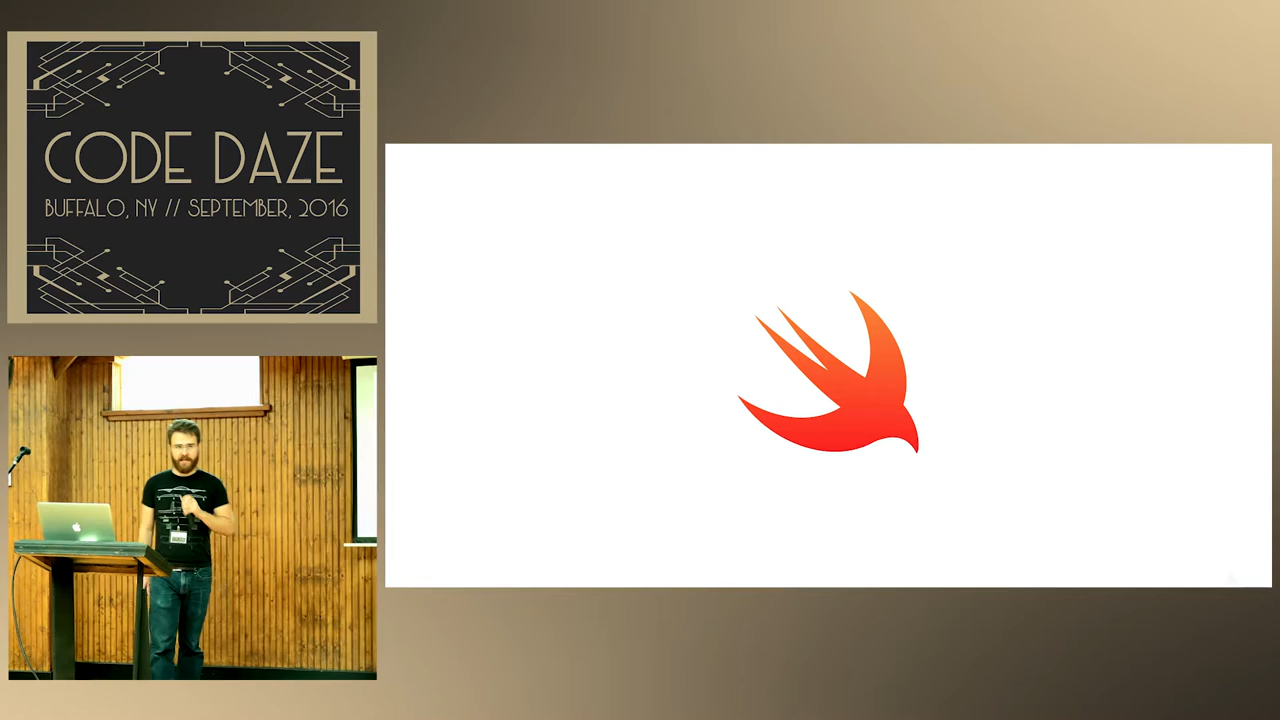 CODE DAZE
BUFFALO, NY // SEPTEMBER, 2016